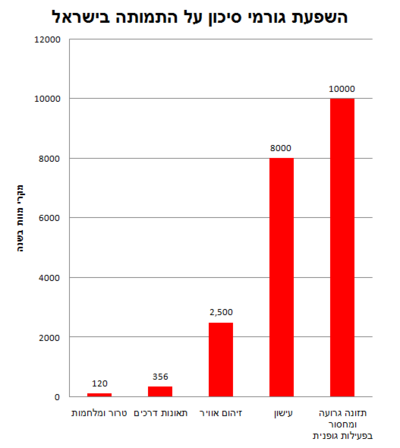 השפעת גורמי סיכון על התמותה בישראל
מקרי מוות בשנה
12000
10000
8000
6000
4000
2000
0
120
356
2,500
8000
10000
טרור ומלחמות
תאונות דרכים
זיהום אוויר
עישון
תזונה גרועה
ומחסור
בפעילות גופנית